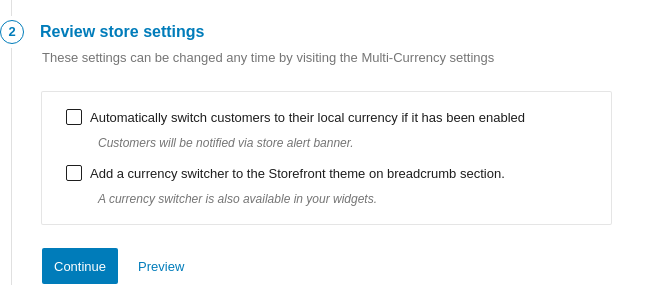 2
Review store settings
These settings can be changed any time by visiting the Multi-Currency settings
Automatically switch customers to their local currency if it has been enabled
Customers will be notified via store alert banner.
Add a currency switcher to the Storefront theme on breadcrumb section.
A currency switcher is also available in your widgets.
Continue Preview